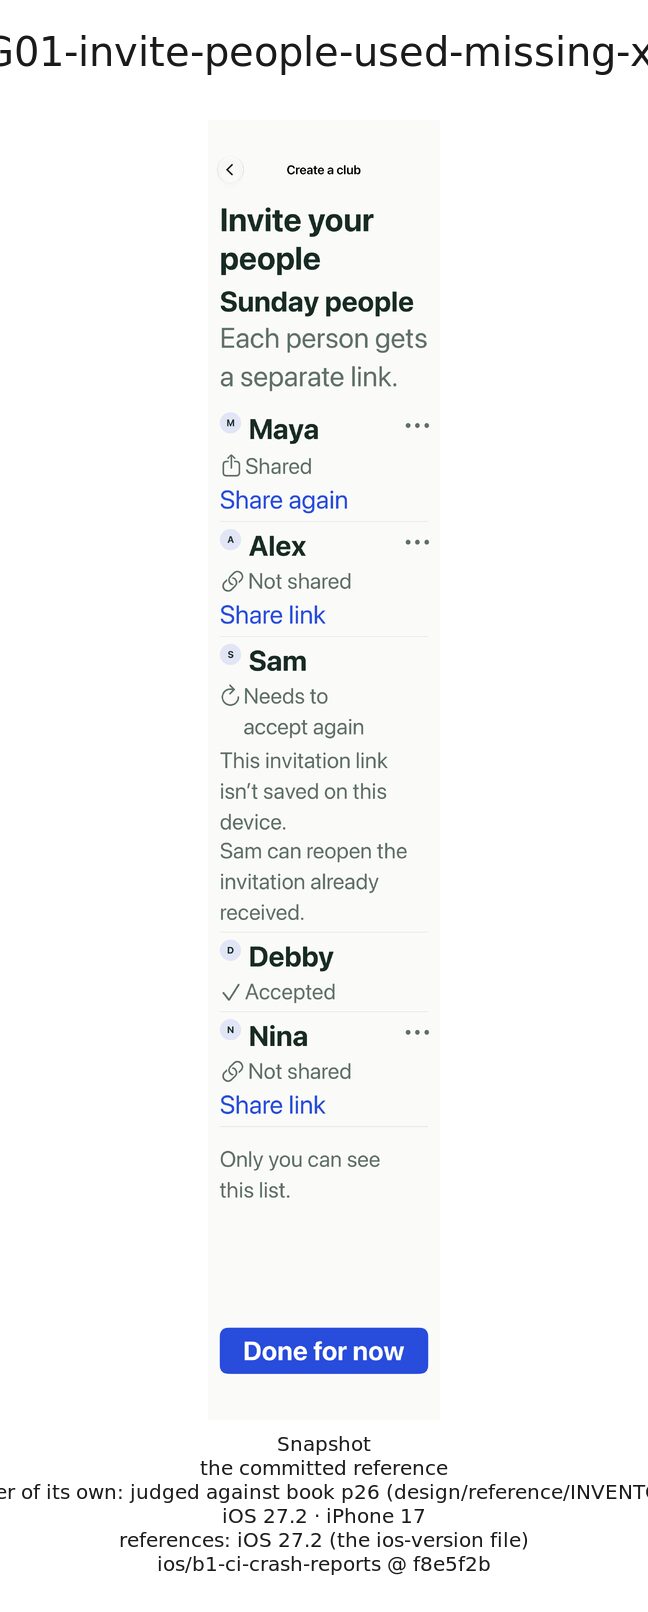 G01-invite-people-used-missing-x
Create a club
Invite your
people
Sunday people
Each person gets
a separate link.
M Maya
Shared
Share again
A Alex
Not shared
Share link
S Sam
Needs to
accept again
This invitation link
isn’t saved on this
device.
Sam can reopen the
invitation already
received.
D Debby
Accepted
N Nina
Not shared
Share link
Only you can see
this list.
Done for now
Snapshot
the committed reference
er of its own: judged against book p26 (design/reference/INVENTO
iOS 27.2 · iPhone 17
references: iOS 27.2 (the ios-version file)
ios/b1-ci-crash-reports @ f8e5f2b